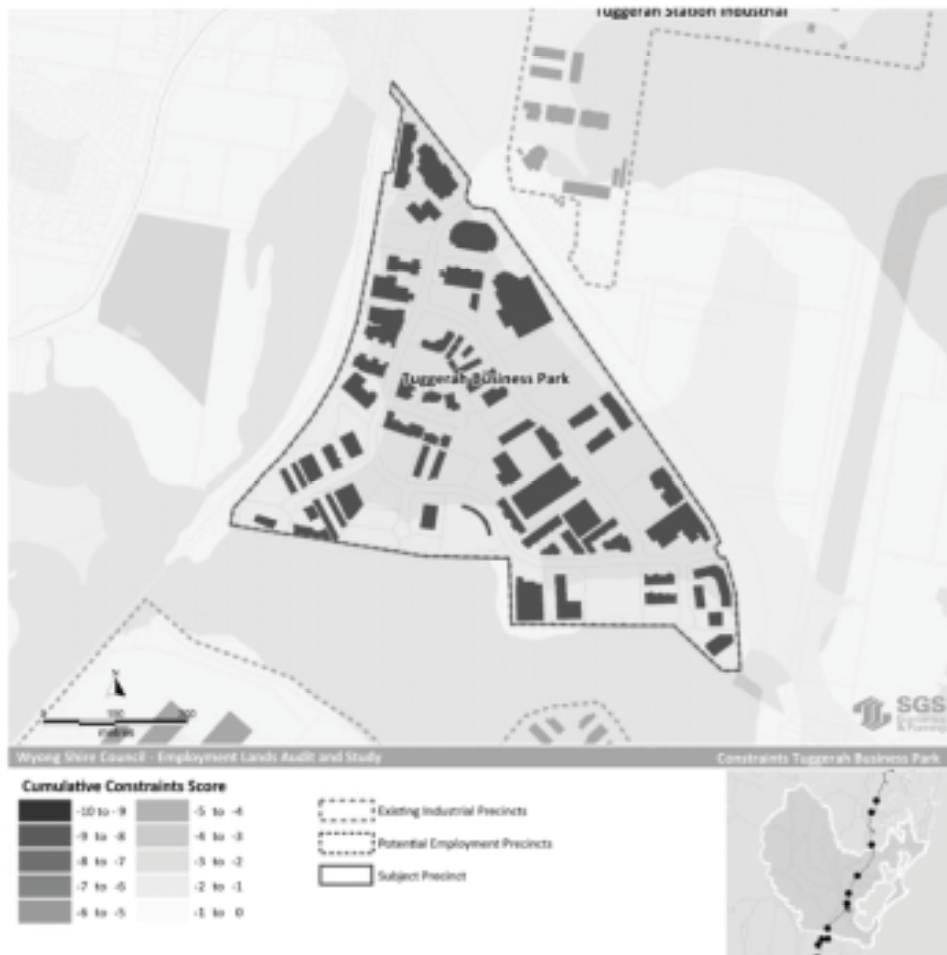 Tuggerah Station Industrial
Tuggerah Business Park
N
metres
SGS
Economics
& Planning
Wyong Shire Council - Employment Lands Audit and Study
Constraints Tuggerah Business Park
Cumulative Constraints Score
-10 to -9
-9 to -8
-8 to -7
-7 to -6
-6 to -5
-5 to -4
-4 to -3
-3 to -2
-2 to -1
-1 to 0
Existing Industrial Precincts
Potential Employment Precincts
Subject Precinct